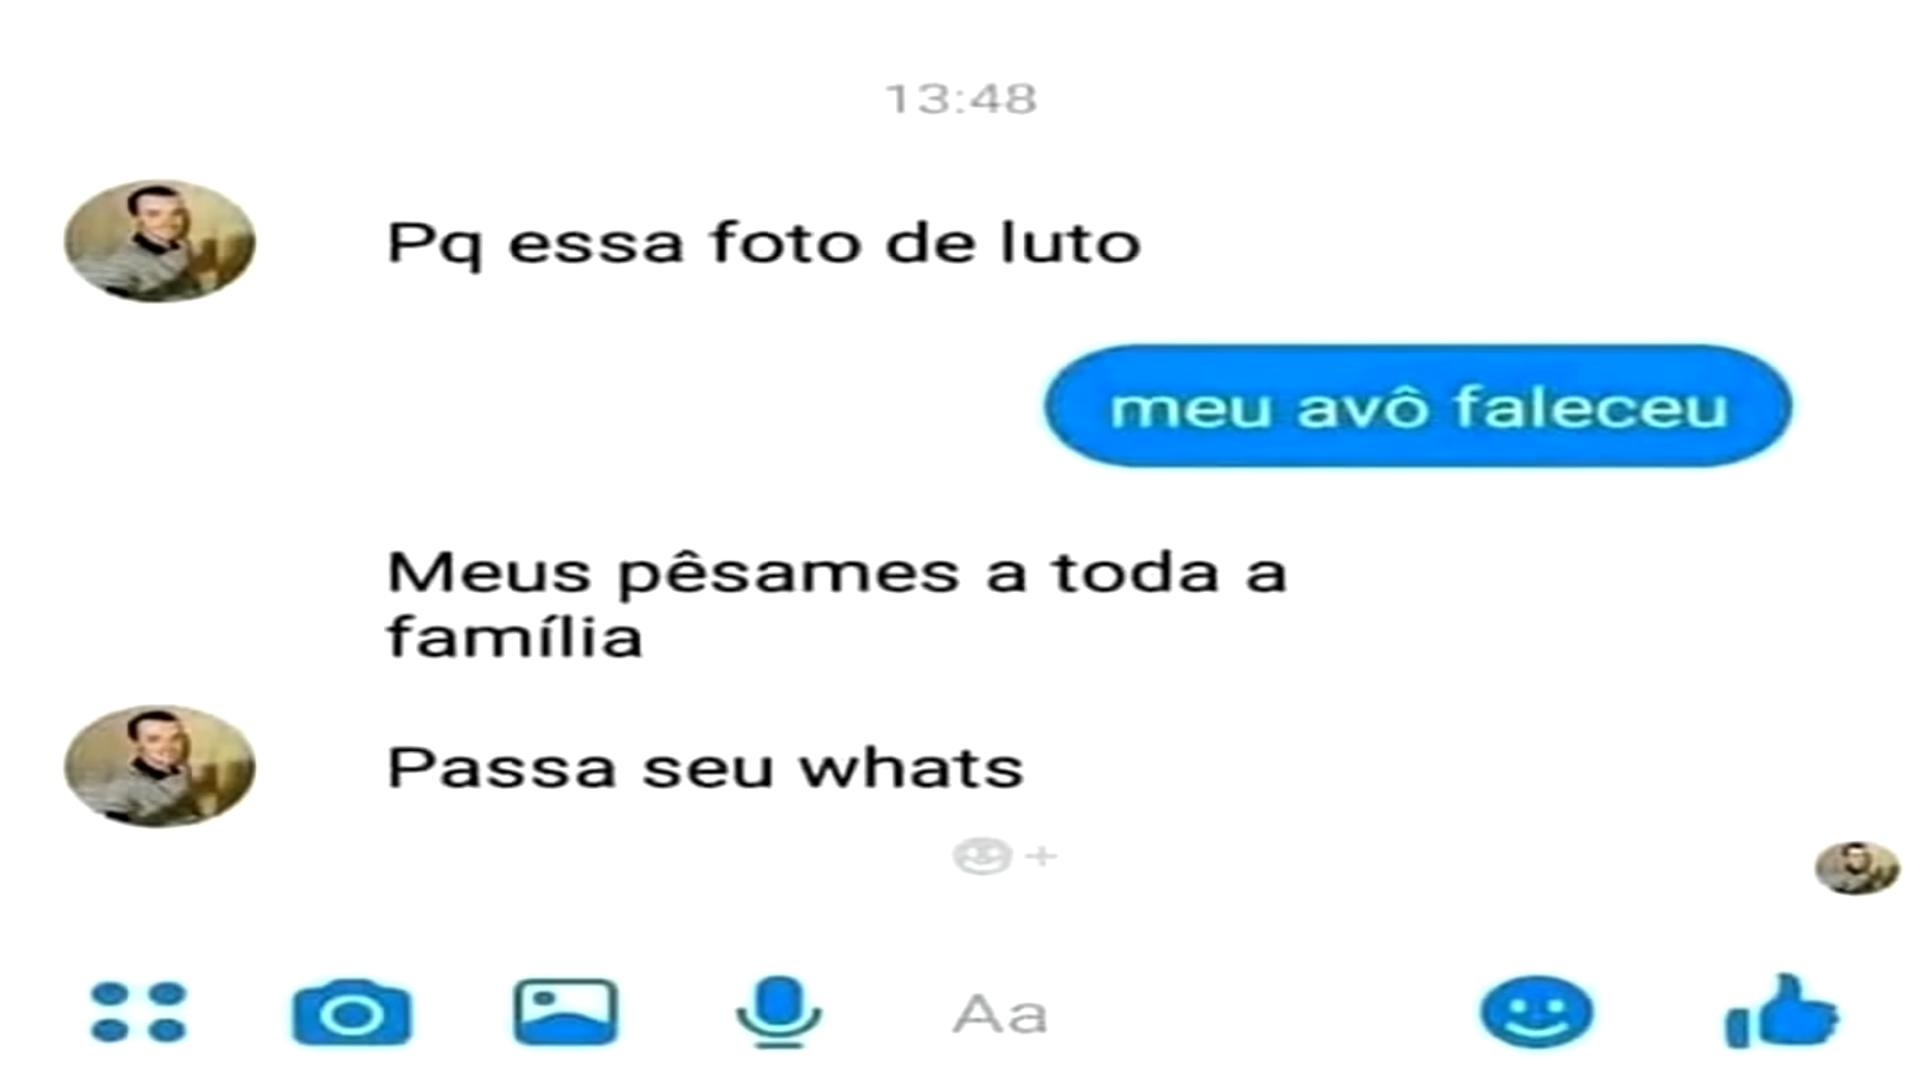 13:48
Pq essa foto de luto
meu avô faleceu
Meus pêsames a toda a
família
Passa seu whats
Aa